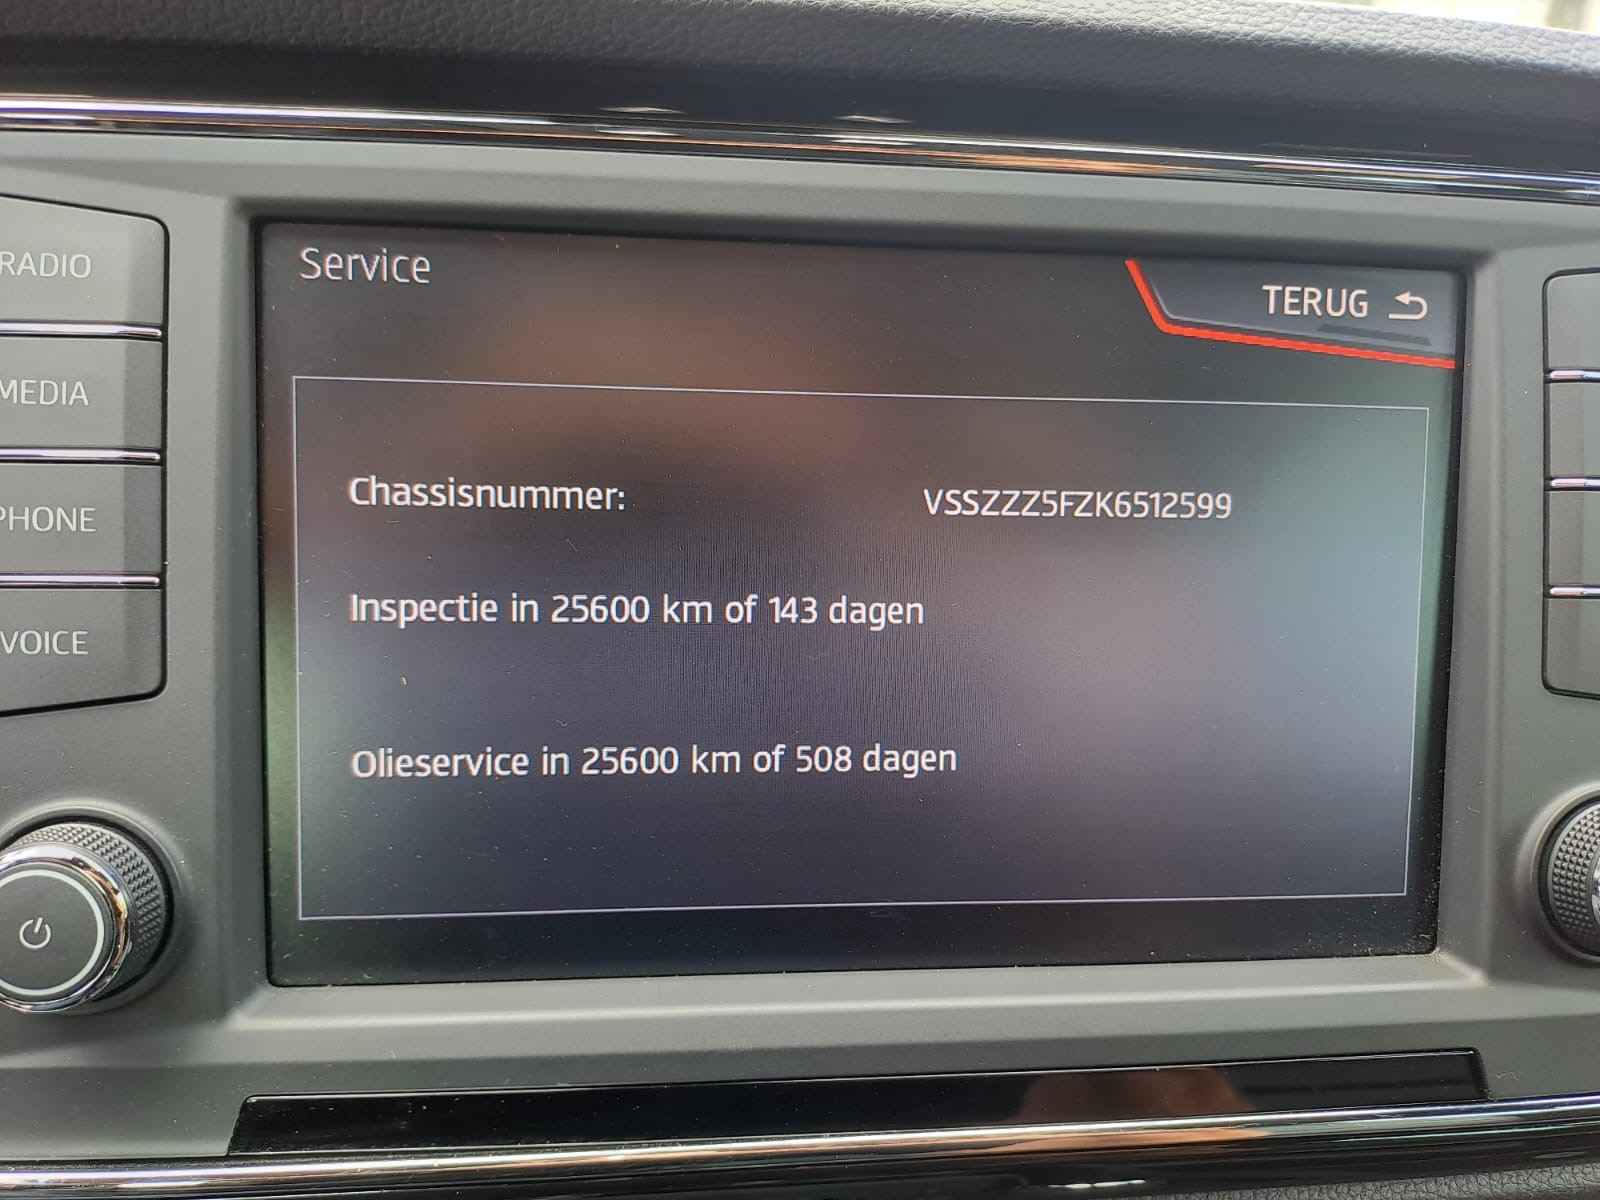 Service
TERUG
RADIO
MEDIA
PHONE
VOICE
Chassisnummer: VSSZZZ5FZK6512599
Inspectie in 25600 km of 143 dagen
Olieservice in 25600 km of 508 dagen